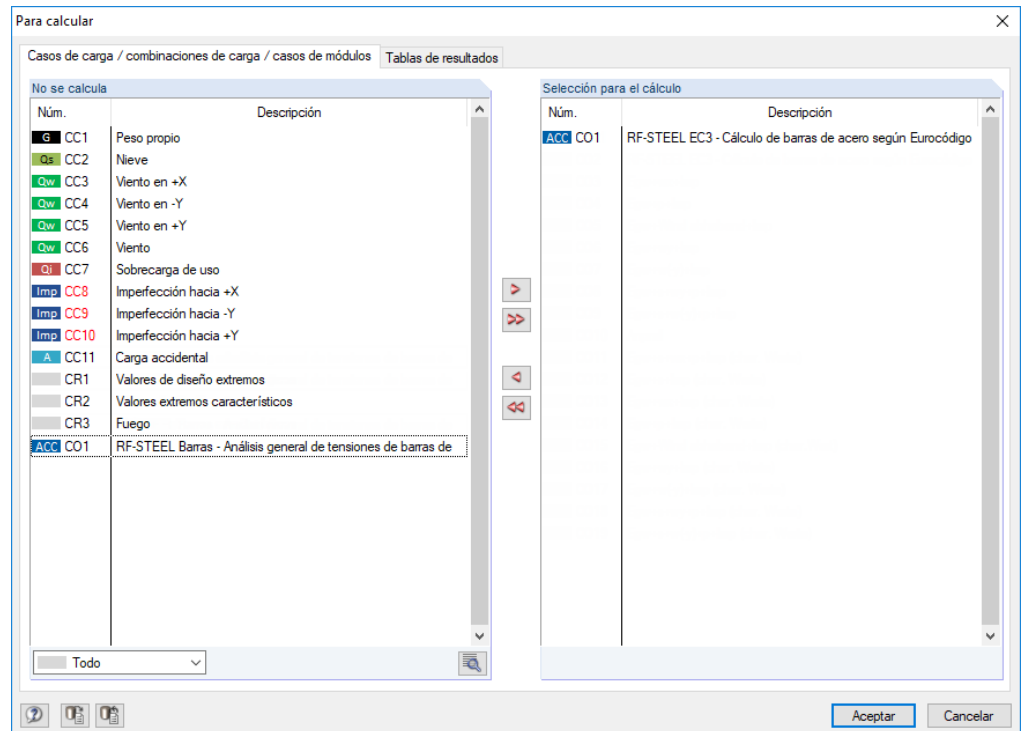 Para calcular
Casos de carga / combinaciones de carga / casos de módulos
Tablas de resultados
No se calcula
Núm. Descripción
G CC1 Peso propio
Qs CC2 Nieve
Qw CC3 Viento en +X
Qw CC4 Viento en -Y
Qw CC5 Viento en +Y
Qw CC6 Viento
Qi CC7 Sobrecarga de uso
Imp CC8 Imperfección hacia +X
Imp CC9 Imperfección hacia -Y
Imp CC10 Imperfección hacia +Y
A CC11 Carga accidental
CR1 Valores de diseño extremos
CR2 Valores extremos característicos
CR3 Fuego
ACC CO1 RF-STEEL Barras - Análisis general de tensiones de barras de
Todo
Selección para el cálculo
Núm. Descripción
ACC CO1 RF-STEEL EC3 - Cálculo de barras de acero según Eurocódigo
Aceptar
Cancelar